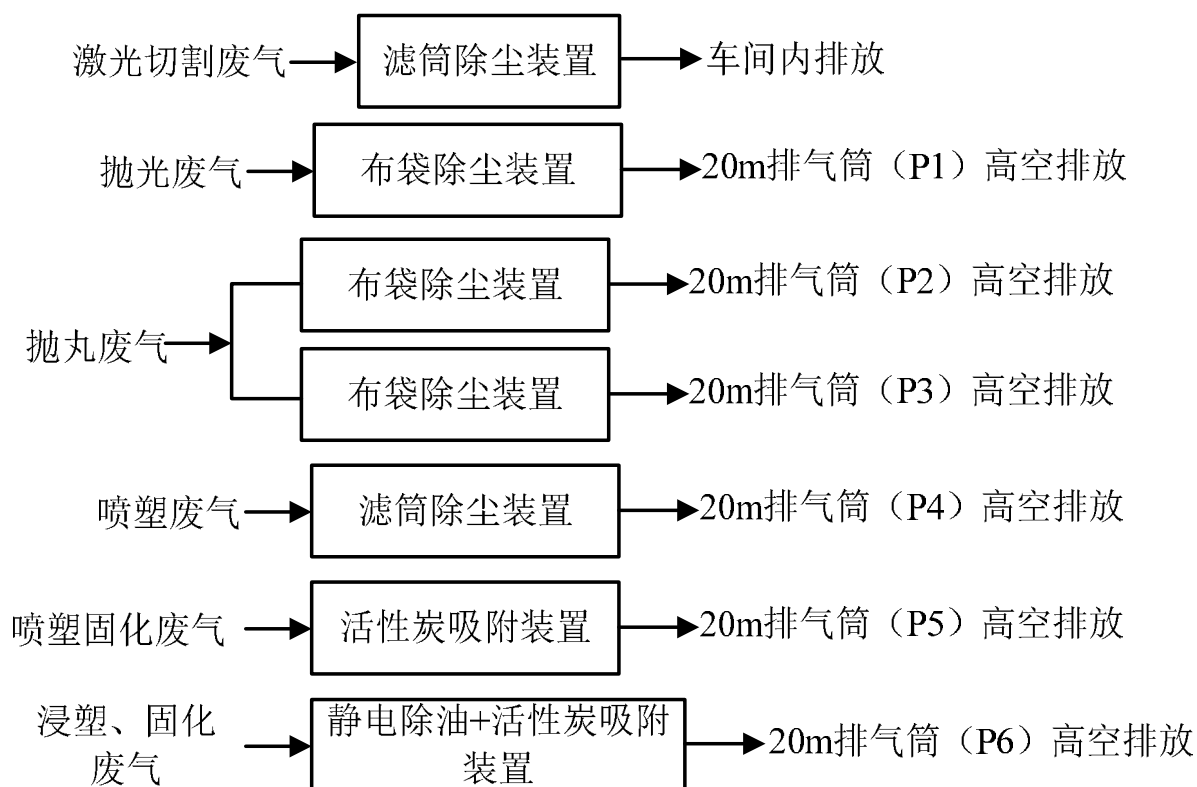 激光切割废气 滤筒除尘装置 车间内排放
抛光废气 布袋除尘装置 20m排气筒（P1）高空排放
布袋除尘装置 20m排气筒（P2）高空排放
抛丸废气
布袋除尘装置 20m排气筒（P3）高空排放
喷塑废气 滤筒除尘装置 20m排气筒（P4）高空排放
喷塑固化废气 活性炭吸附装置 20m排气筒（P5）高空排放
浸塑、固化
废气
静电除油+活性炭吸附
装置
20m排气筒（P6）高空排放